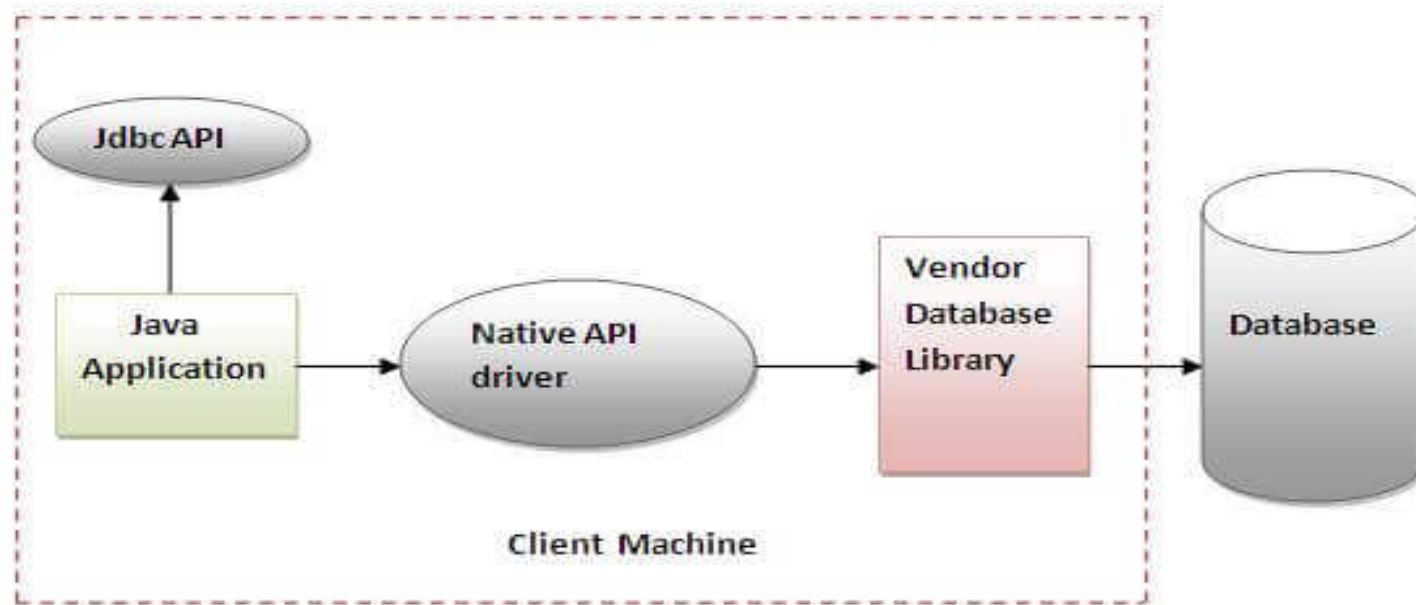 Jdbc API
Java
Application
Native API
driver
Vendor
Database
Library
Database
Client Machine